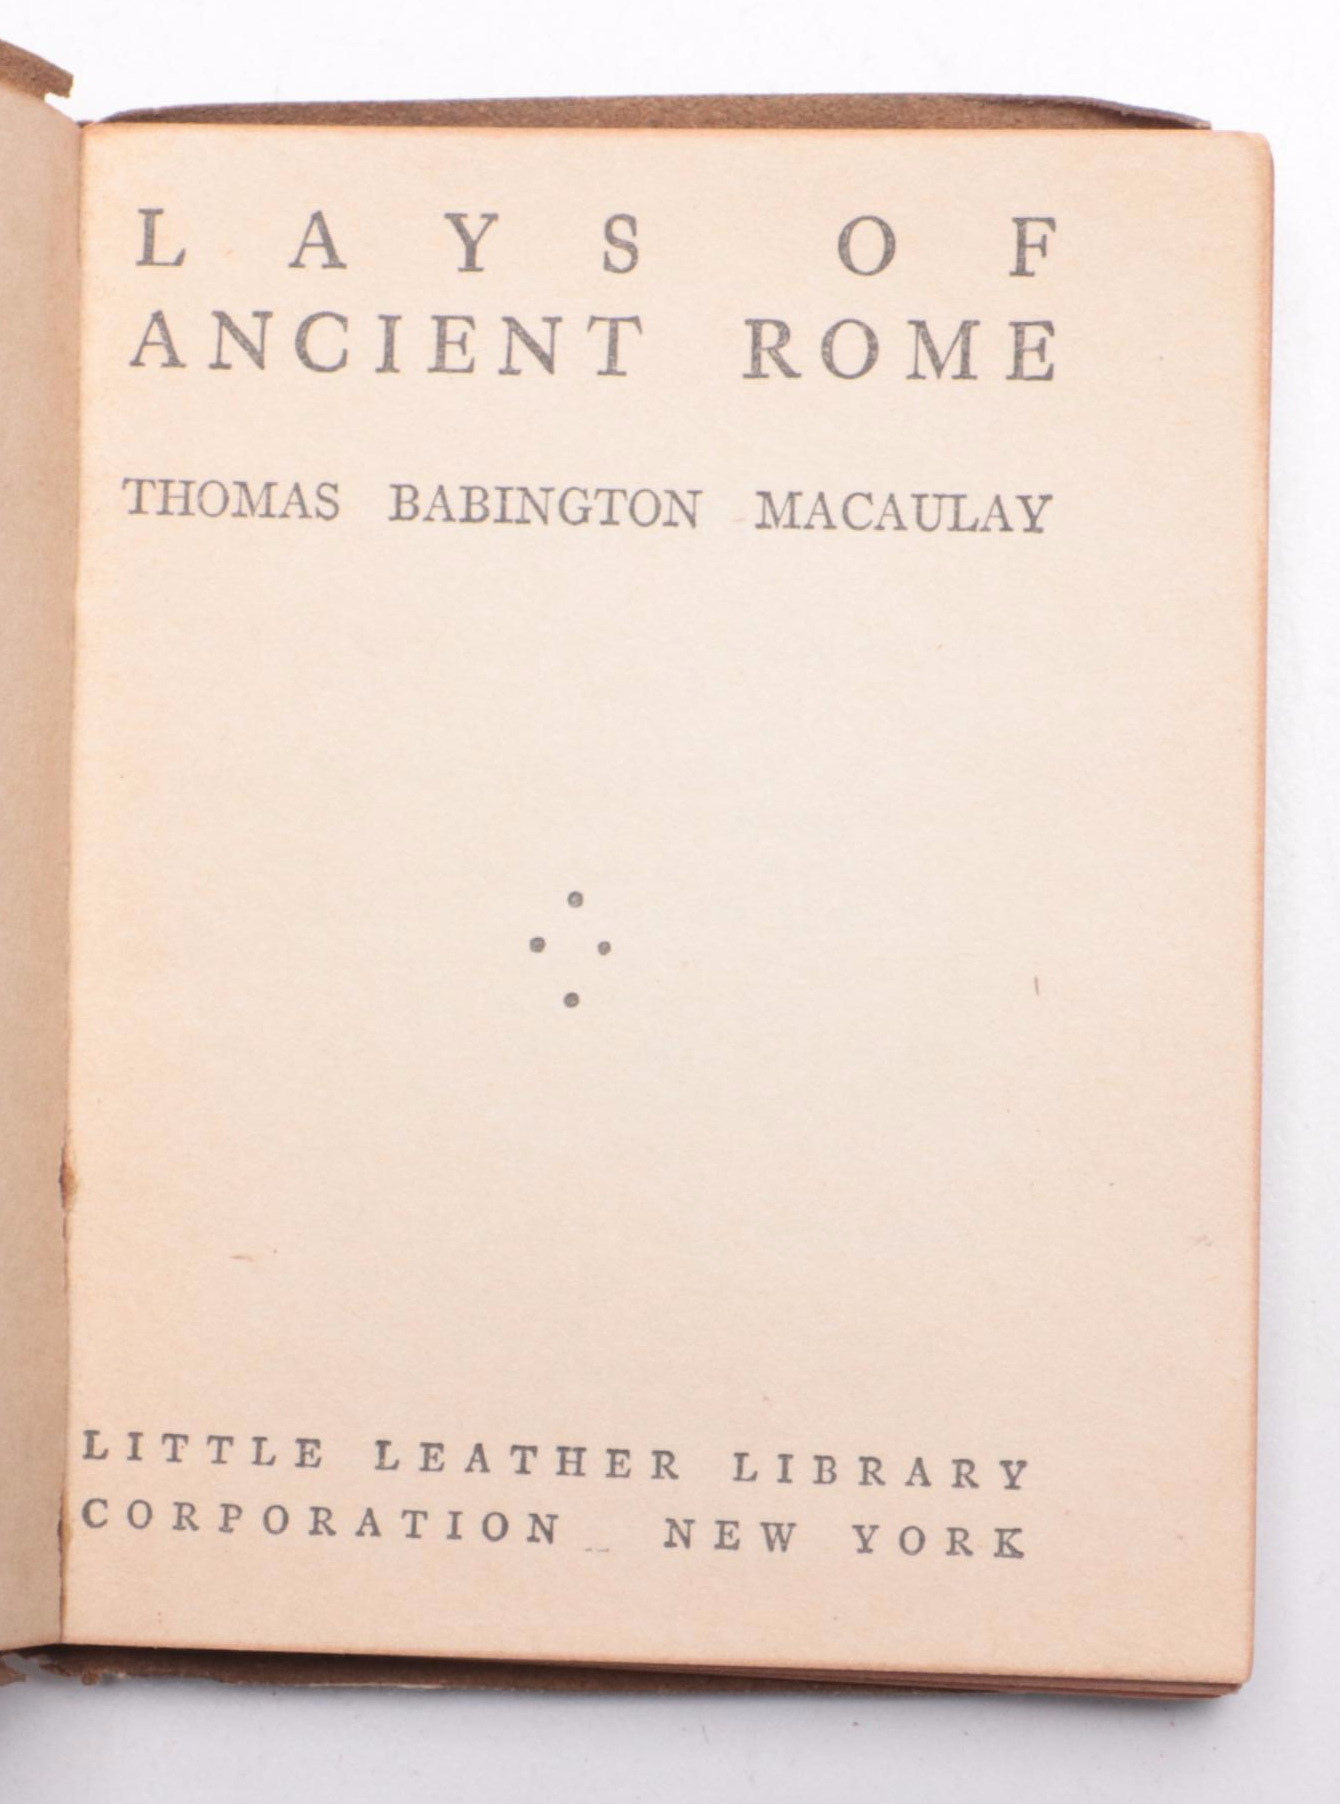 LAYS OF
ANCIENT ROME
THOMAS BABINGTON MACAULAY
LITTLE LEATHER LIBRARY
CORPORATION NEW YORK